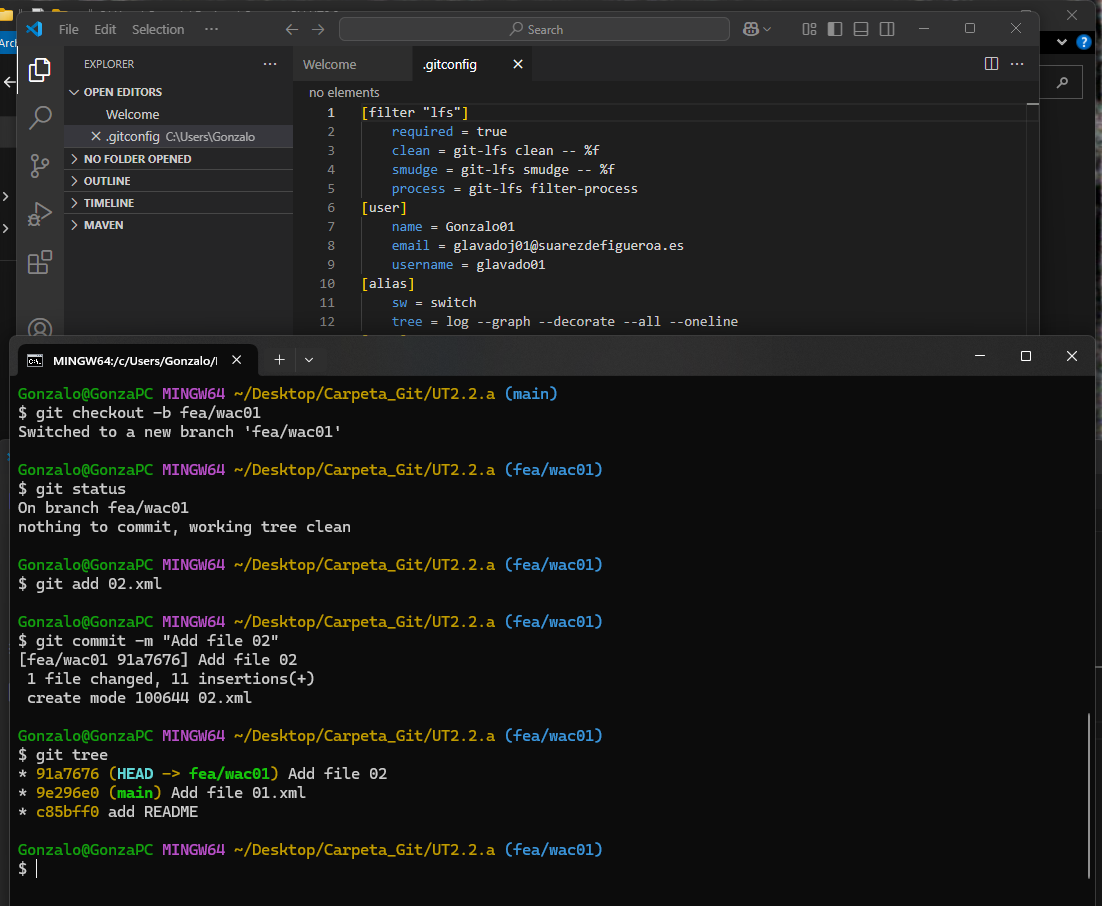 File Edit Selection ··· Search
Arch
EXPLORER ···
Welcome
.gitconfig
OPEN EDITORS
Welcome
.gitconfig C:\Users\Gonzalo
NO FOLDER OPENED
OUTLINE
TIMELINE
MAVEN
no elements
1 [filter "lfs"]
2 required = true
3 clean = git-lfs clean -- %f
4 smudge = git-lfs smudge -- %f
5 process = git-lfs filter-process
6 [user]
7 name = Gonzalo01
8 email = glavadoj01@suarezdefigueroa.es
9 username = glavado01
10 [alias]
11 sw = switch
12 tree = log --graph --decorate --all --oneline
MINGW64:/c/Users/Gonzalo/
Gonzalo@GonzaPC MINGW64 ~/Desktop/Carpeta_Git/UT2.2.a (main)
$ git checkout -b fea/wac01
Switched to a new branch 'fea/wac01'
Gonzalo@GonzaPC MINGW64 ~/Desktop/Carpeta_Git/UT2.2.a (fea/wac01)
$ git status
On branch fea/wac01
nothing to commit, working tree clean
Gonzalo@GonzaPC MINGW64 ~/Desktop/Carpeta_Git/UT2.2.a (fea/wac01)
$ git add 02.xml
Gonzalo@GonzaPC MINGW64 ~/Desktop/Carpeta_Git/UT2.2.a (fea/wac01)
$ git commit -m "Add file 02"
[fea/wac01 91a7676] Add file 02
1 file changed, 11 insertions(+)
create mode 100644 02.xml
Gonzalo@GonzaPC MINGW64 ~/Desktop/Carpeta_Git/UT2.2.a (fea/wac01)
$ git tree
* 91a7676 (HEAD -> fea/wac01) Add file 02
* 9e296e0 (main) Add file 01.xml
* c85bff0 add README
Gonzalo@GonzaPC MINGW64 ~/Desktop/Carpeta_Git/UT2.2.a (fea/wac01)
$